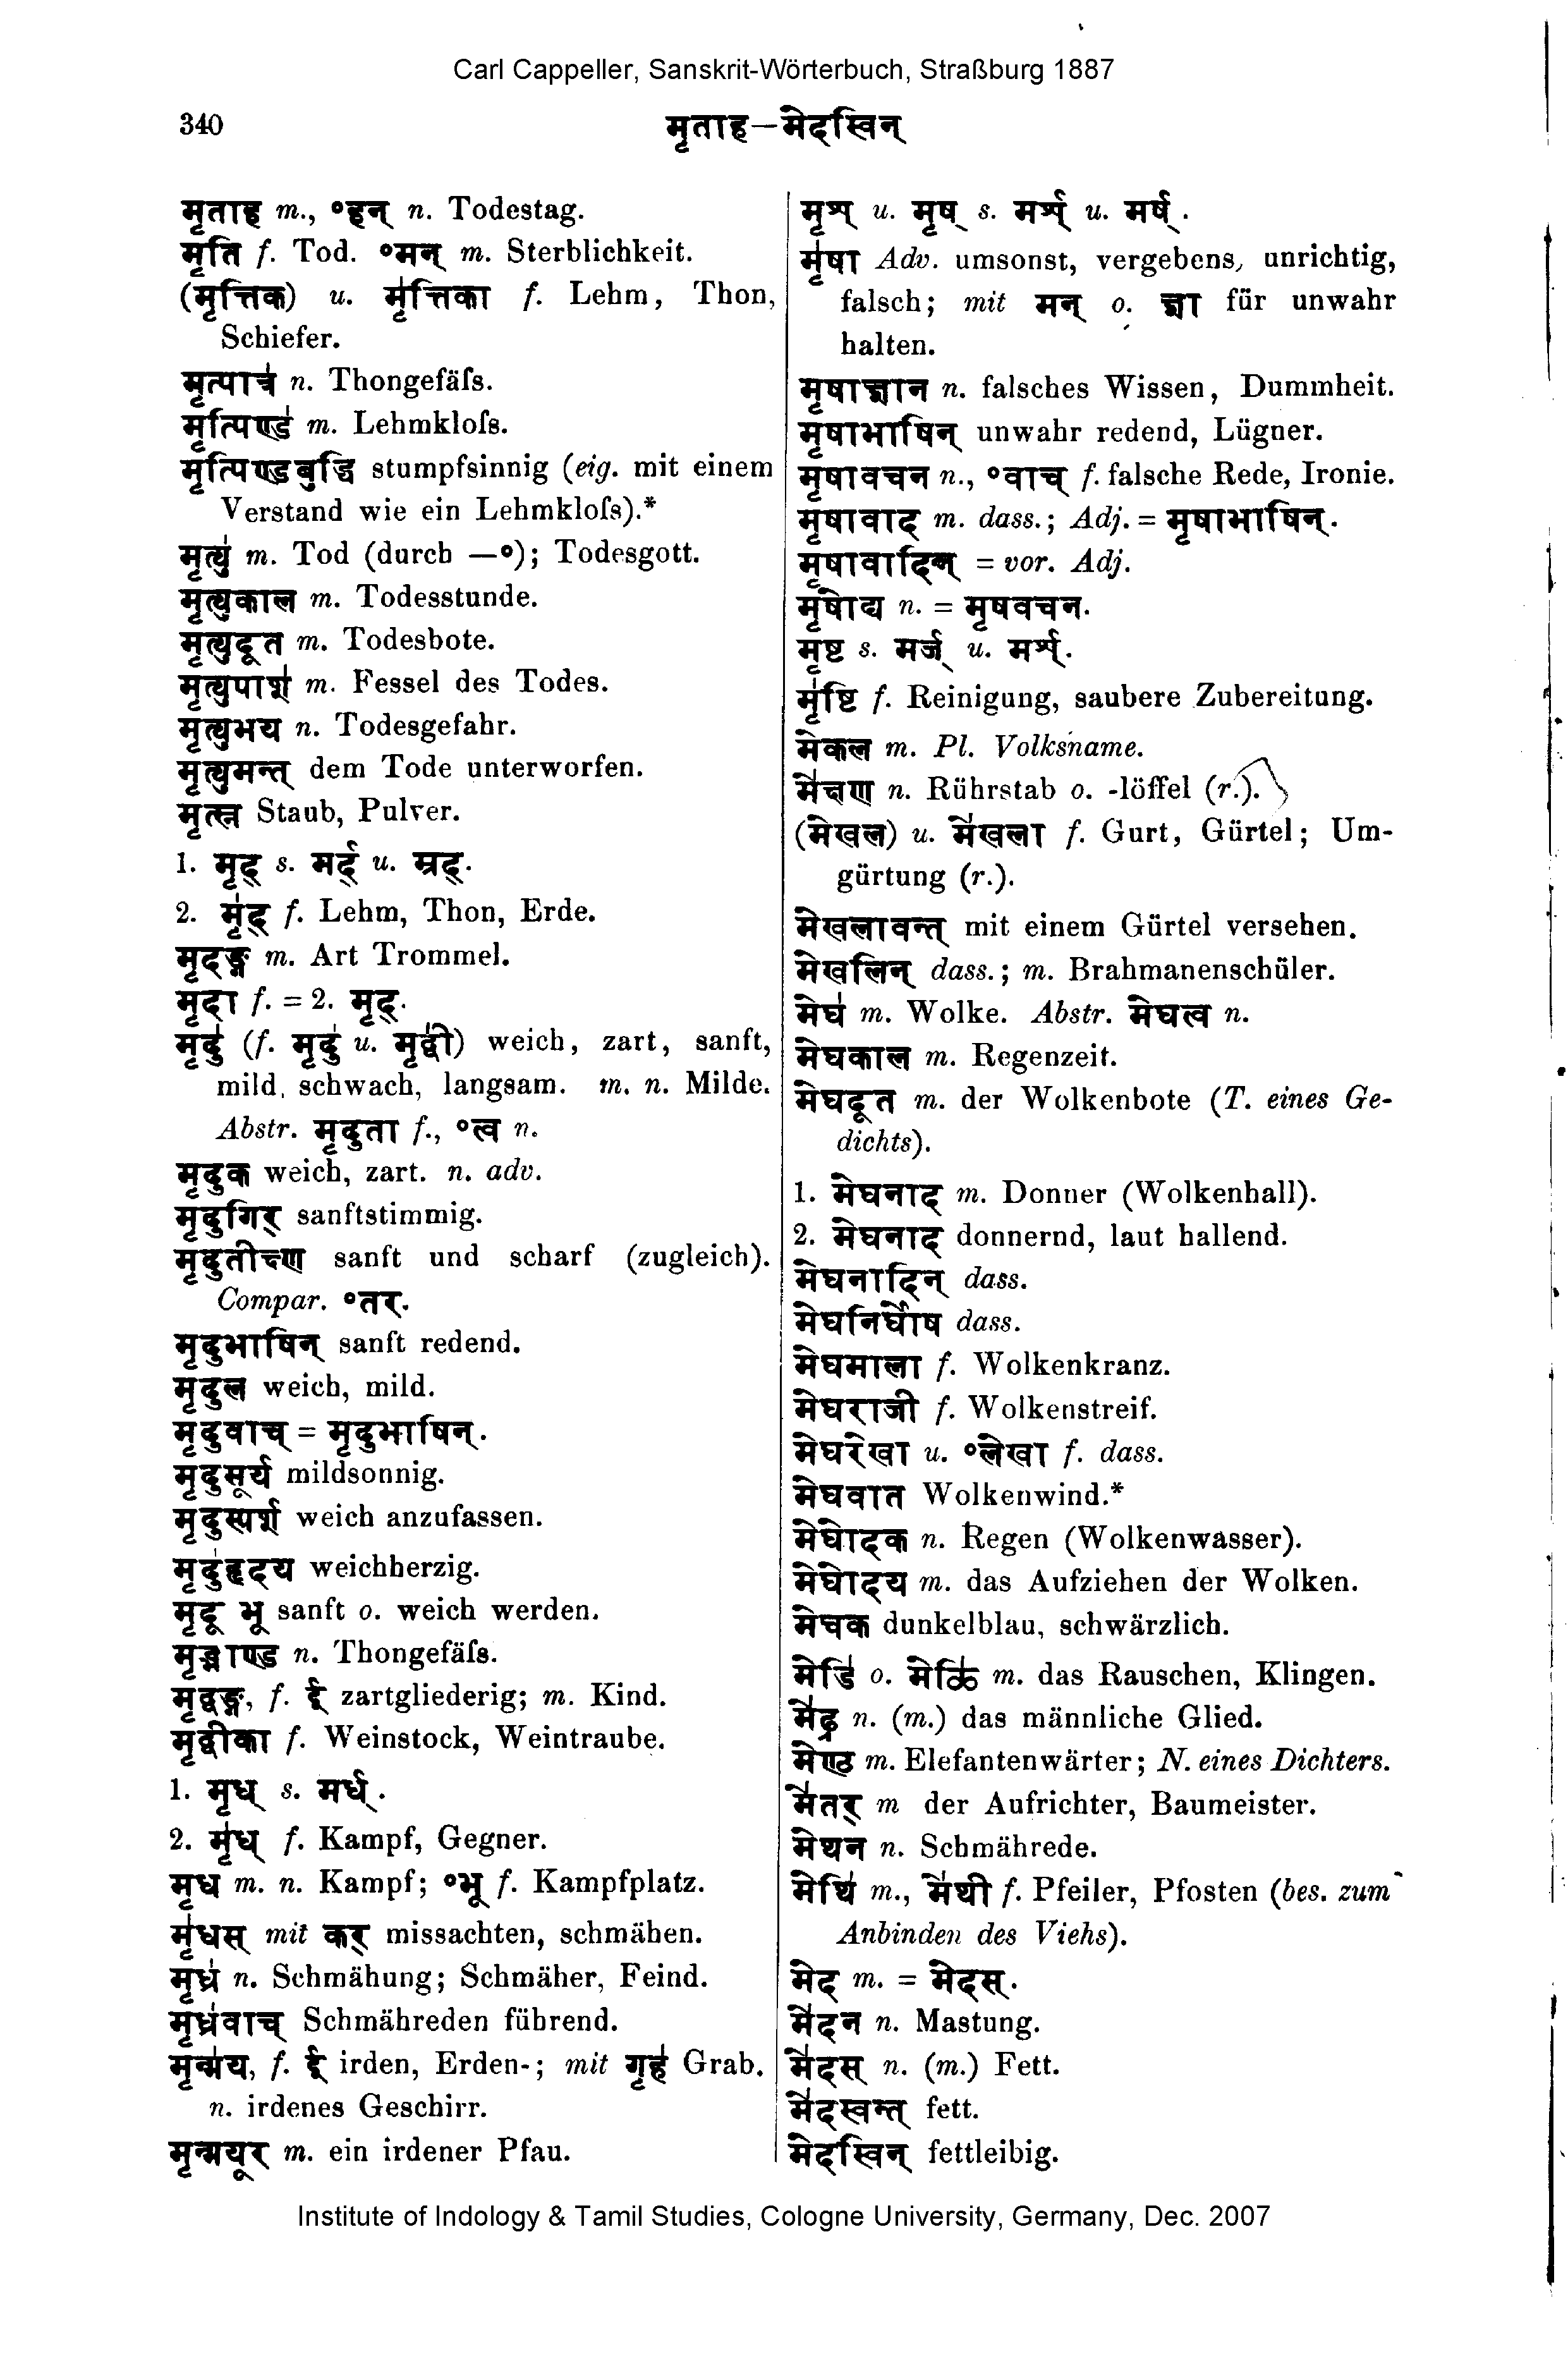 Carl Cappeller, Sanskrit-Wörterbuch, Straßburg 1887
340
मृताह—मेदस्विन्
मृताह m., °हन् n. Todestag.
मृति f. Tod. °मन् m. Sterblichkeit.
(मृत्तिक) u. मृ॑त्तिका f. Lehm, Thon,
Schiefer.
मृत्पात्र॑ n. Thongefäſs.
मृत्पिण्ड॑ m. Lehmkloſs.
मृत्पिण्डबुद्धि stumpfsinnig (eig. mit einem
Verstand wie ein Lehmkloſs).*
मृत्यु॑ m. Tod (durch —°); Todesgott.
मृत्युकाल m. Todesstunde.
मृत्युदूत m. Todesbote.
मृत्युपाश॑ m. Fessel des Todes.
मृत्युभय n. Todesgefahr.
मृत्युमन्त् dem Tode unterworfen.
मृत्स्न Staub, Pulver.
1. मृद् s. मर्द् u. म्रद्.
2. मृ॑द् f. Lehm, Thon, Erde.
मृदङ्ग m. Art Trommel.
मृदा f. = 2. मृद्.
मृदु॑ (f. मृदु॑ u. मृद्वी॑) weich, zart, sanft,
mild, schwach, langsam. m. n. Milde.
Abstr. मृदुता f., °त्व n.
मृदुक weich, zart. n. adv.
मृदुगिर् sanftstimmig.
मृदुतीक्ष्ण sanft und scharf (zugleich).
Compar. °तर.
मृदुभाषिन् sanft redend.
मृदुल weich, mild.
मृदुवाच् = मृदुभाषिन्.
मृदुसूर्य mildsonnig.
मृदुस्पर्श weich anzufassen.
मृदु॑हृदय weichherzig.
मृदू भू sanft o. weich werden.
मृद्भाण्ड n. Thongefäſs.
मृद्वङ्ग, f. ई zartgliederig; m. Kind.
मृद्वीका f. Weinstock, Weintraube.
1. मृध् s. मर्ध्.
2. मृ॑ध् f. Kampf, Gegner.
मृध m. n. Kampf; °भू f. Kampfplatz.
मृ॑धस् mit कर् missachten, schmähen.
मृध्र॑ n. Schmähung; Schmäher, Feind.
मृध्र॑वाच् Schmähreden führend.
मृन्म॑य, f. ई irden, Erden-; mit गृह॑ Grab.
n. irdenes Geschirr.
मृन्मयूर m. ein irdener Pfau.
मृश् u. मृष् s. मर्श् u. मर्ष्.
मृ॑षा Adv. umsonst, vergebens, unrichtig,
falsch; mit मन् o. ज्ञा für unwahr
halten.
मृषाज्ञान n. falsches Wissen, Dummheit.
मृषाभाषिन् unwahr redend, Lügner.
मृषावचन n., °वाच् f. falsche Rede, Ironie.
मृषावाद m. dass.; Adj. = मृषाभाषिन्.
मृषावादिन् = vor. Adj.
मृषोद्य n. = मृषवचन.
मृष्ट s. मर्ज् u. मर्श्.
मृ॑ष्टि f. Reinigung, saubere Zubereitung.
मेकल m. Pl. Volksname.
मे॑क्षण n. Rührstab o. -löffel (r.).
(मेखल) u. मे॑खला f. Gurt, Gürtel; Um-
gürtung (r.).
मेखलावन्त् mit einem Gürtel versehen.
मेखलिन् dass.; m. Brahmanenschüler.
मेघ॑ m. Wolke. Abstr. मेघत्व n.
मेघकाल m. Regenzeit.
मेघदूत m. der Wolkenbote (T. eines Ge-
dichts).
1. मेघनाद m. Donner (Wolkenhall).
2. मेघनाद donnernd, laut hallend.
मेघनादिन् dass.
मेघनिर्घोष dass.
मेघमाला f. Wolkenkranz.
मेघराजी f. Wolkenstreif.
मेघरेखा u. °लेखा f. dass.
मेघवात Wolkenwind.*
मेघोदक n. Regen (Wolkenwasser).
मेघोदय m. das Aufziehen der Wolken.
मेचक dunkelblau, schwärzlich.
मेडि॑ o. मेळि॑ m. das Rauschen, Klingen.
मे॑ढ्र n. (m.) das männliche Glied.
मेण्ठ m. Elefantenwärter; N. eines Dichters.
मे॑तर् m der Aufrichter, Baumeister.
मेथन n. Schmährede.
मेथि॑ m., मे॑थी f. Pfeiler, Pfosten (bes. zum
Anbinden des Viehs).
मेद m. = मेदस्.
मे॑दन n. Mastung.
मे॑दस् n. (m.) Fett.
मे॑दस्वन्त् fett.
मेदस्विन् fettleibig.
Institute of Indology & Tamil Studies, Cologne University, Germany, Dec. 2007